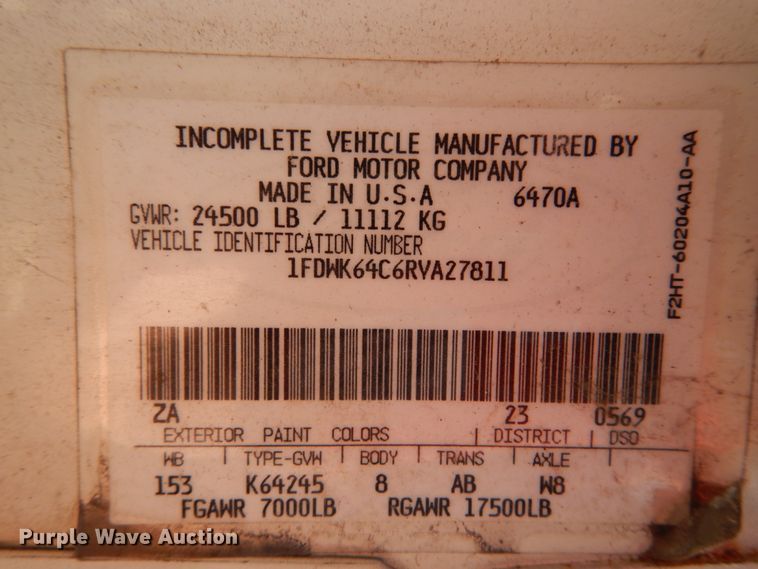 INCOMPLETE VEHICLE MANUFACTURED BY
FORD MOTOR COMPANY
MADE IN U.S.A 6470A
GVWR: 24500 LB / 11112 KG
VEHICLE IDENTIFICATION NUMBER
1FDWK64C6RVA27811
F2HT-60204A10-AA
ZA 23 0569
EXTERIOR PAINT COLORS DISTRICT DSO
WB TYPE-GVW BODY TRANS AXLE
153 K64245 8 AB W8
FGAWR 7000LB RGAWR 17500LB
Purple Wave Auction